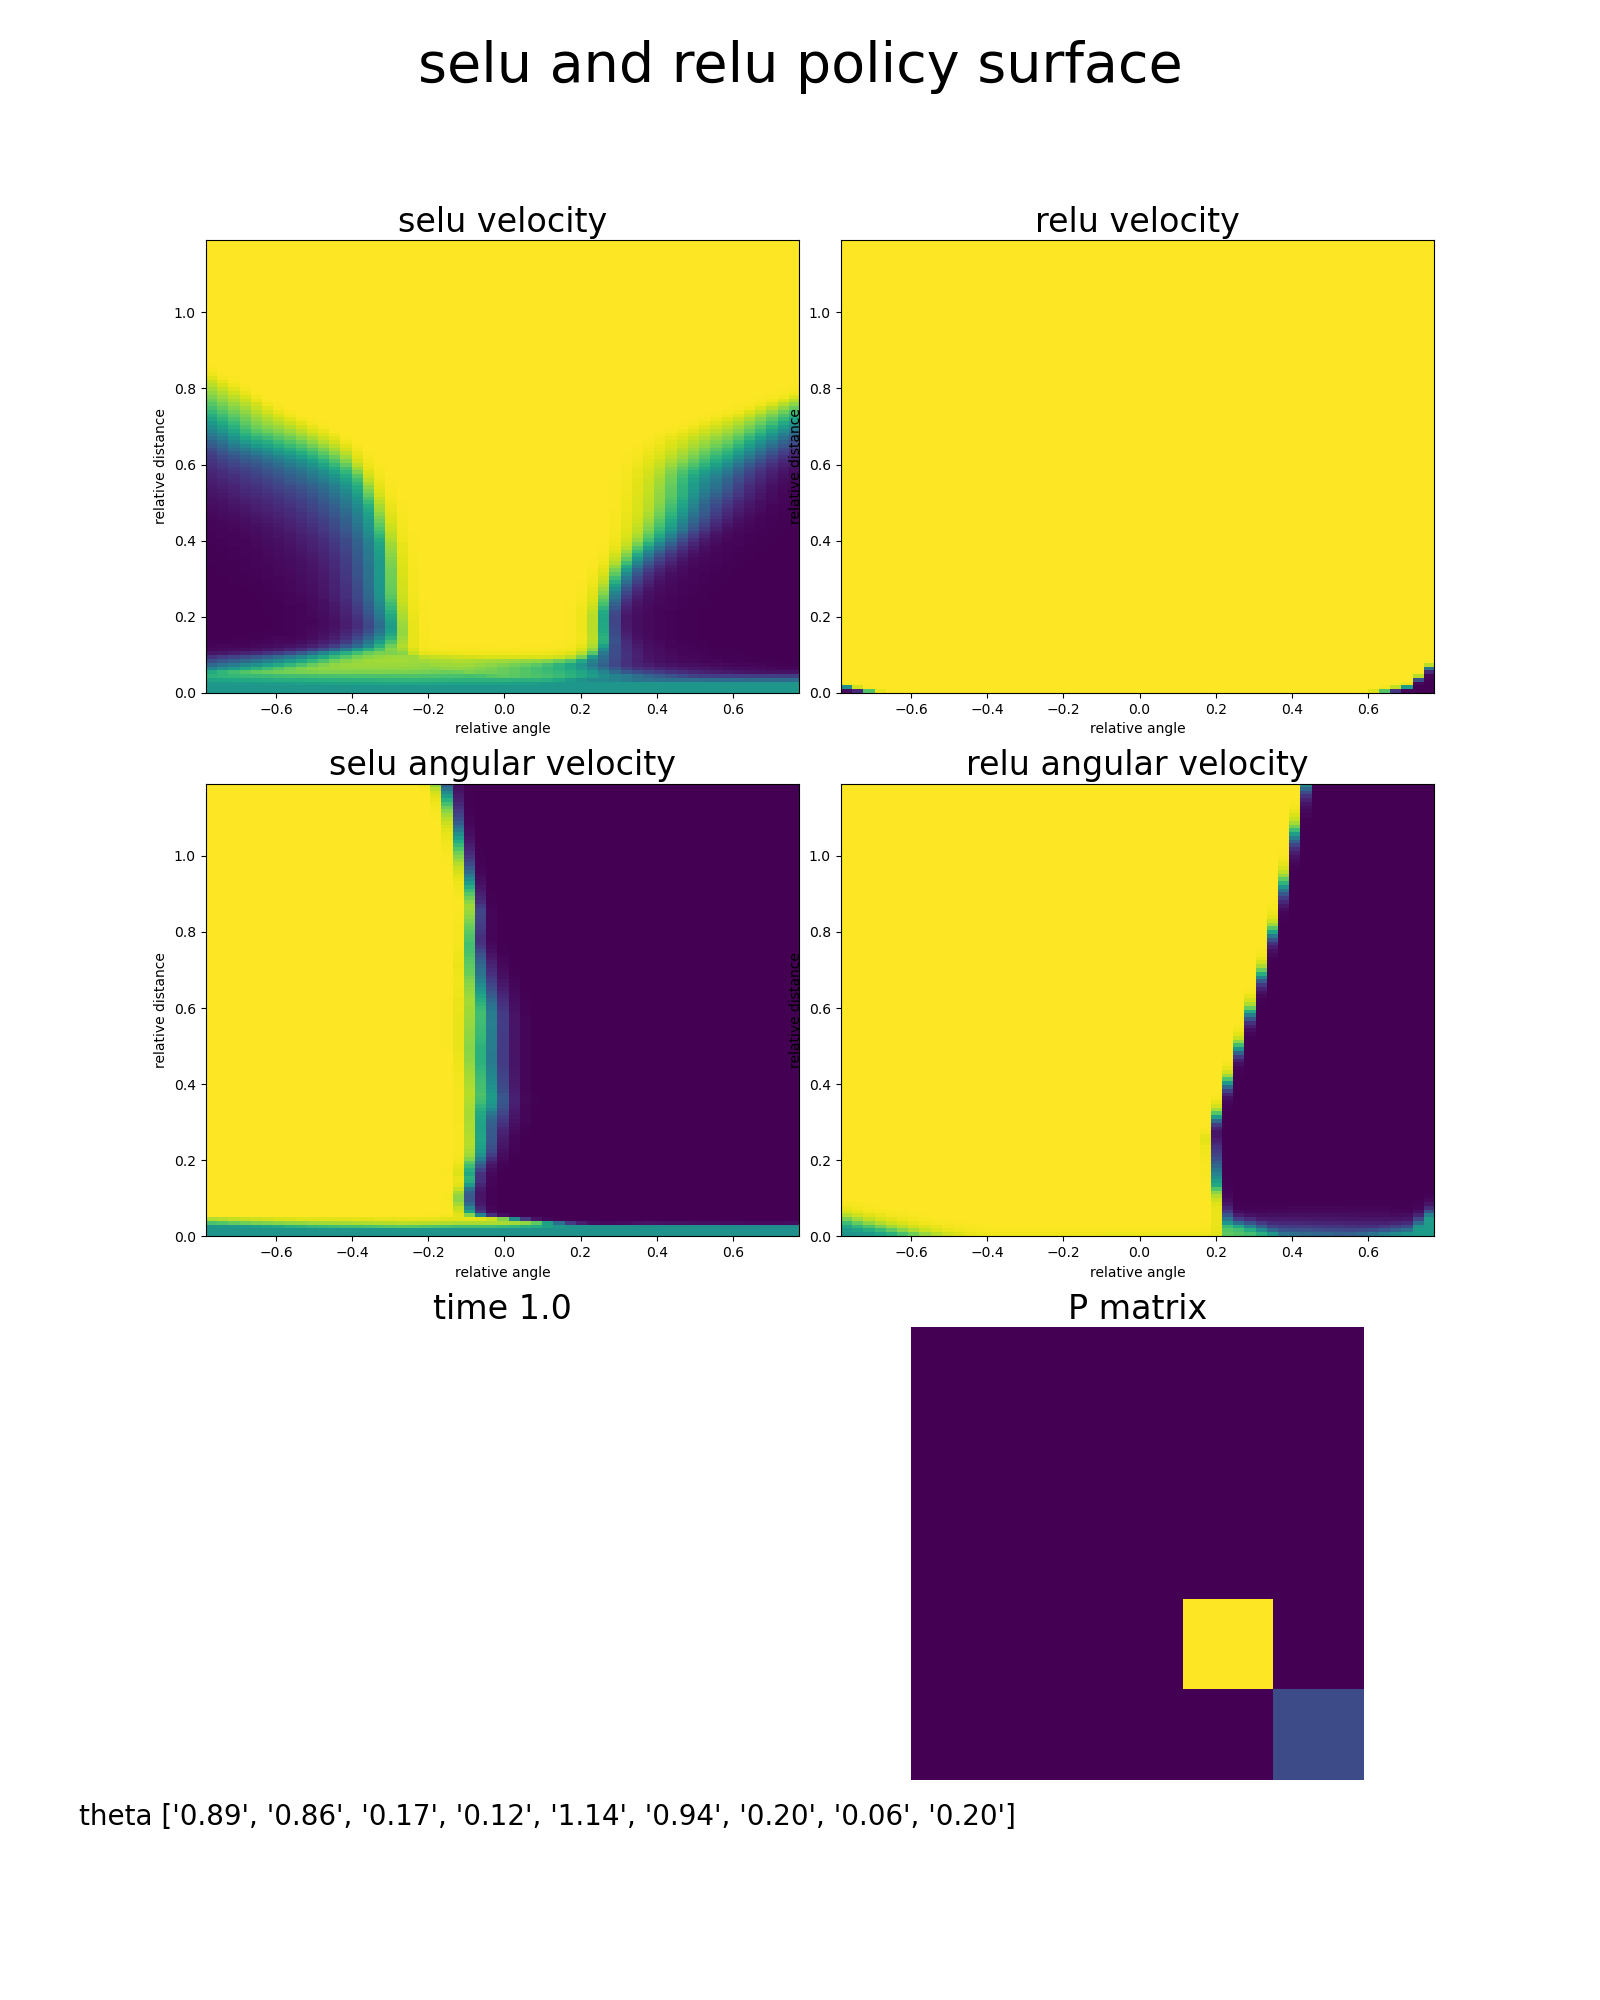 selu and relu policy surface
selu velocity
relative distance
1.0
0.8
0.6
0.4
0.2
0.0
−0.6 −0.4 −0.2 0.0 0.2 0.4 0.6
relative angle
relu velocity
relative distance
1.0
0.8
0.6
0.4
0.2
0.0
−0.6 −0.4 −0.2 0.0 0.2 0.4 0.6
relative angle
selu angular velocity
relative distance
1.0
0.8
0.6
0.4
0.2
0.0
−0.6 −0.4 −0.2 0.0 0.2 0.4 0.6
relative angle
relu angular velocity
relative distance
1.0
0.8
0.6
0.4
0.2
0.0
−0.6 −0.4 −0.2 0.0 0.2 0.4 0.6
relative angle
time 1.0
P matrix
theta ['0.89', '0.86', '0.17', '0.12', '1.14', '0.94', '0.20', '0.06', '0.20']